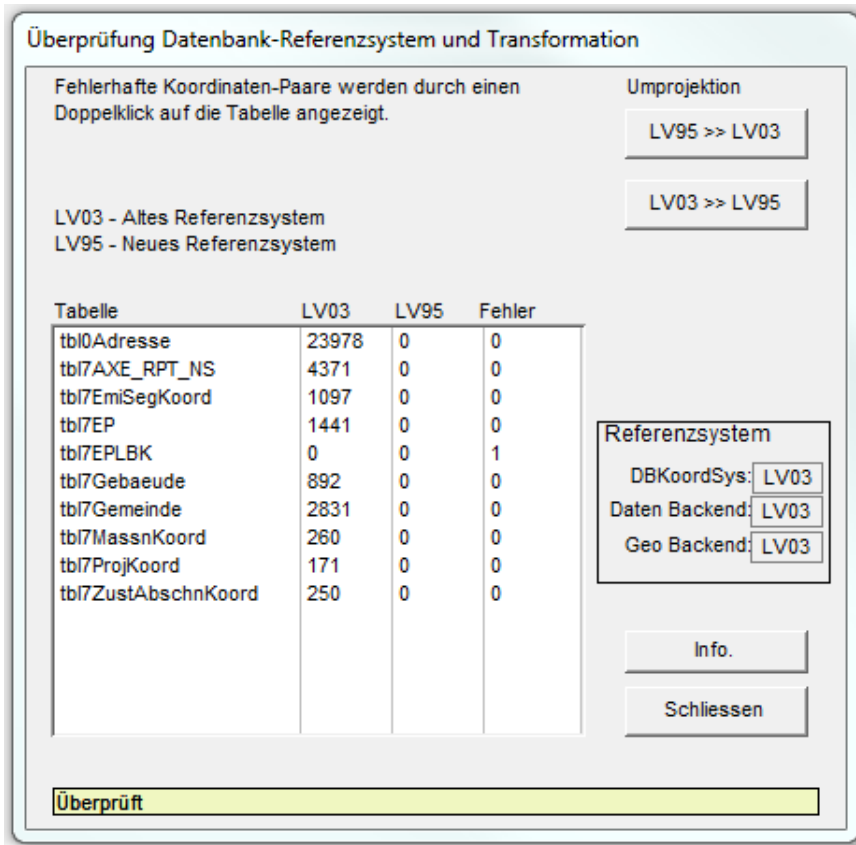 Überprüfung Datenbank-Referenzsystem und Transformation
Fehlerhafte Koordinaten-Paare werden durch einen
Doppelklick auf die Tabelle angezeigt.
Umprojektion
LV95 >> LV03
LV03 >> LV95
LV03 - Altes Referenzsystem
LV95 - Neues Referenzsystem
Tabelle LV03 LV95 Fehler
tbl0Adresse 23978 0 0
tbl7AXE_RPT_NS 4371 0 0
tbl7EmiSegKoord 1097 0 0
tbl7EP 1441 0 0
tbl7EPLBK 0 0 1
tbl7Gebaeude 892 0 0
tbl7Gemeinde 2831 0 0
tbl7MassnKoord 260 0 0
tbl7ProjKoord 171 0 0
tbl7ZustAbschnKoord 250 0 0
Referenzsystem
DBKoordSys: LV03
Daten Backend: LV03
Geo Backend: LV03
Info.
Schliessen
Überprüft